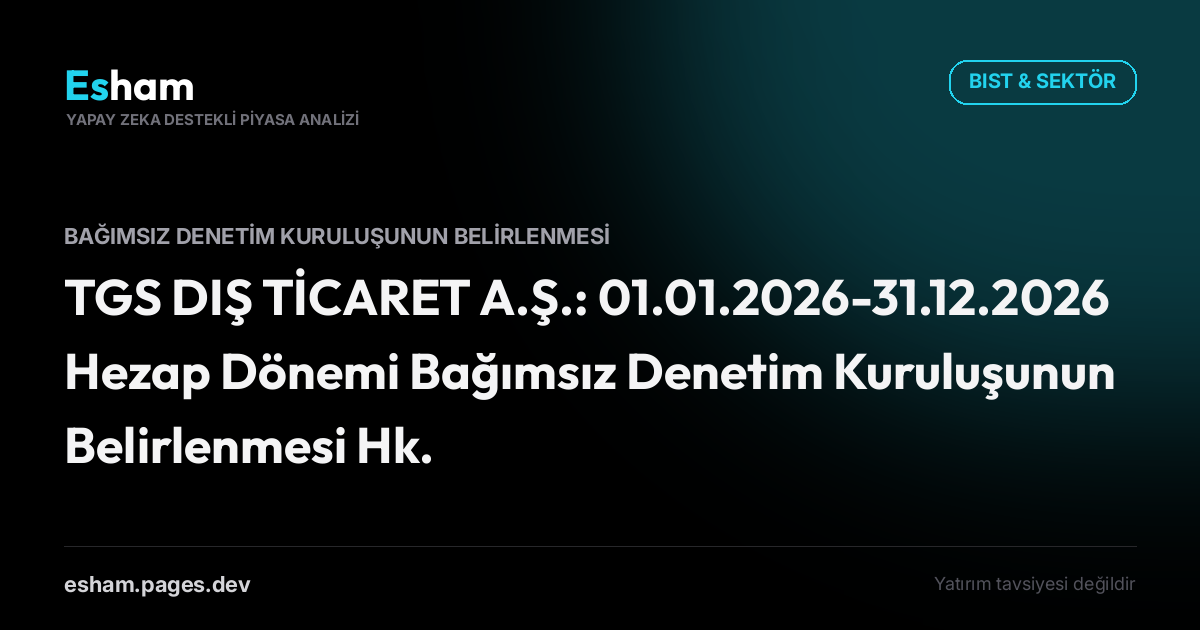 Esham
YAPAY ZEKA DESTEKLİ PİYASA ANALİZİ
BIST & SEKTÖR
BAĞIMSIZ DENETİM KURULUŞUNUN BELİRLENMESİ
TGS DIŞ TİCARET A.Ş.: 01.01.2026-31.12.2026
Hezap Dönemi Bağımsız Denetim Kuruluşunun
Belirlenmesi Hk.
esham.pages.dev
Yatırım tavsiyesi değildir